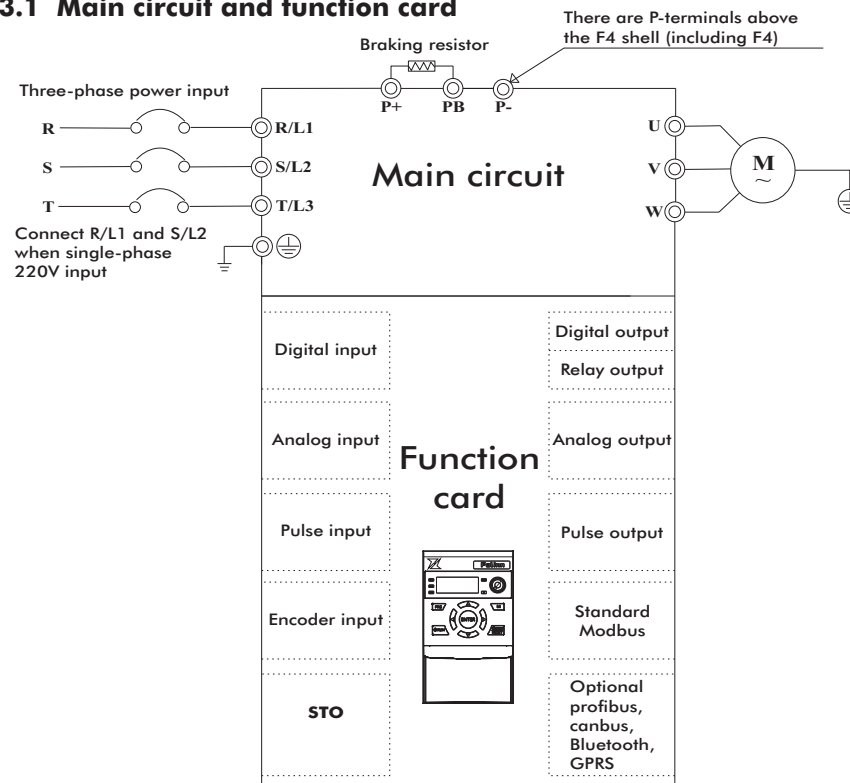 3.1 Main circuit and function card
There are P-terminals above
the F4 shell (including F4)
Braking resistor
Three-phase power input
P+
PB
P-
R
R/L1
U
S
S/L2
Main circuit
V
M
~
T
T/L3
W
Connect R/L1 and S/L2
when single-phase
220V input
Digital input
Digital output
Relay output
Analog input
Analog output
Function
card
Pulse input
Pulse output
Encoder input
ENTER
Standard
Modbus
STO
Optional
profibus,
canbus,
Bluetooth,
GPRS